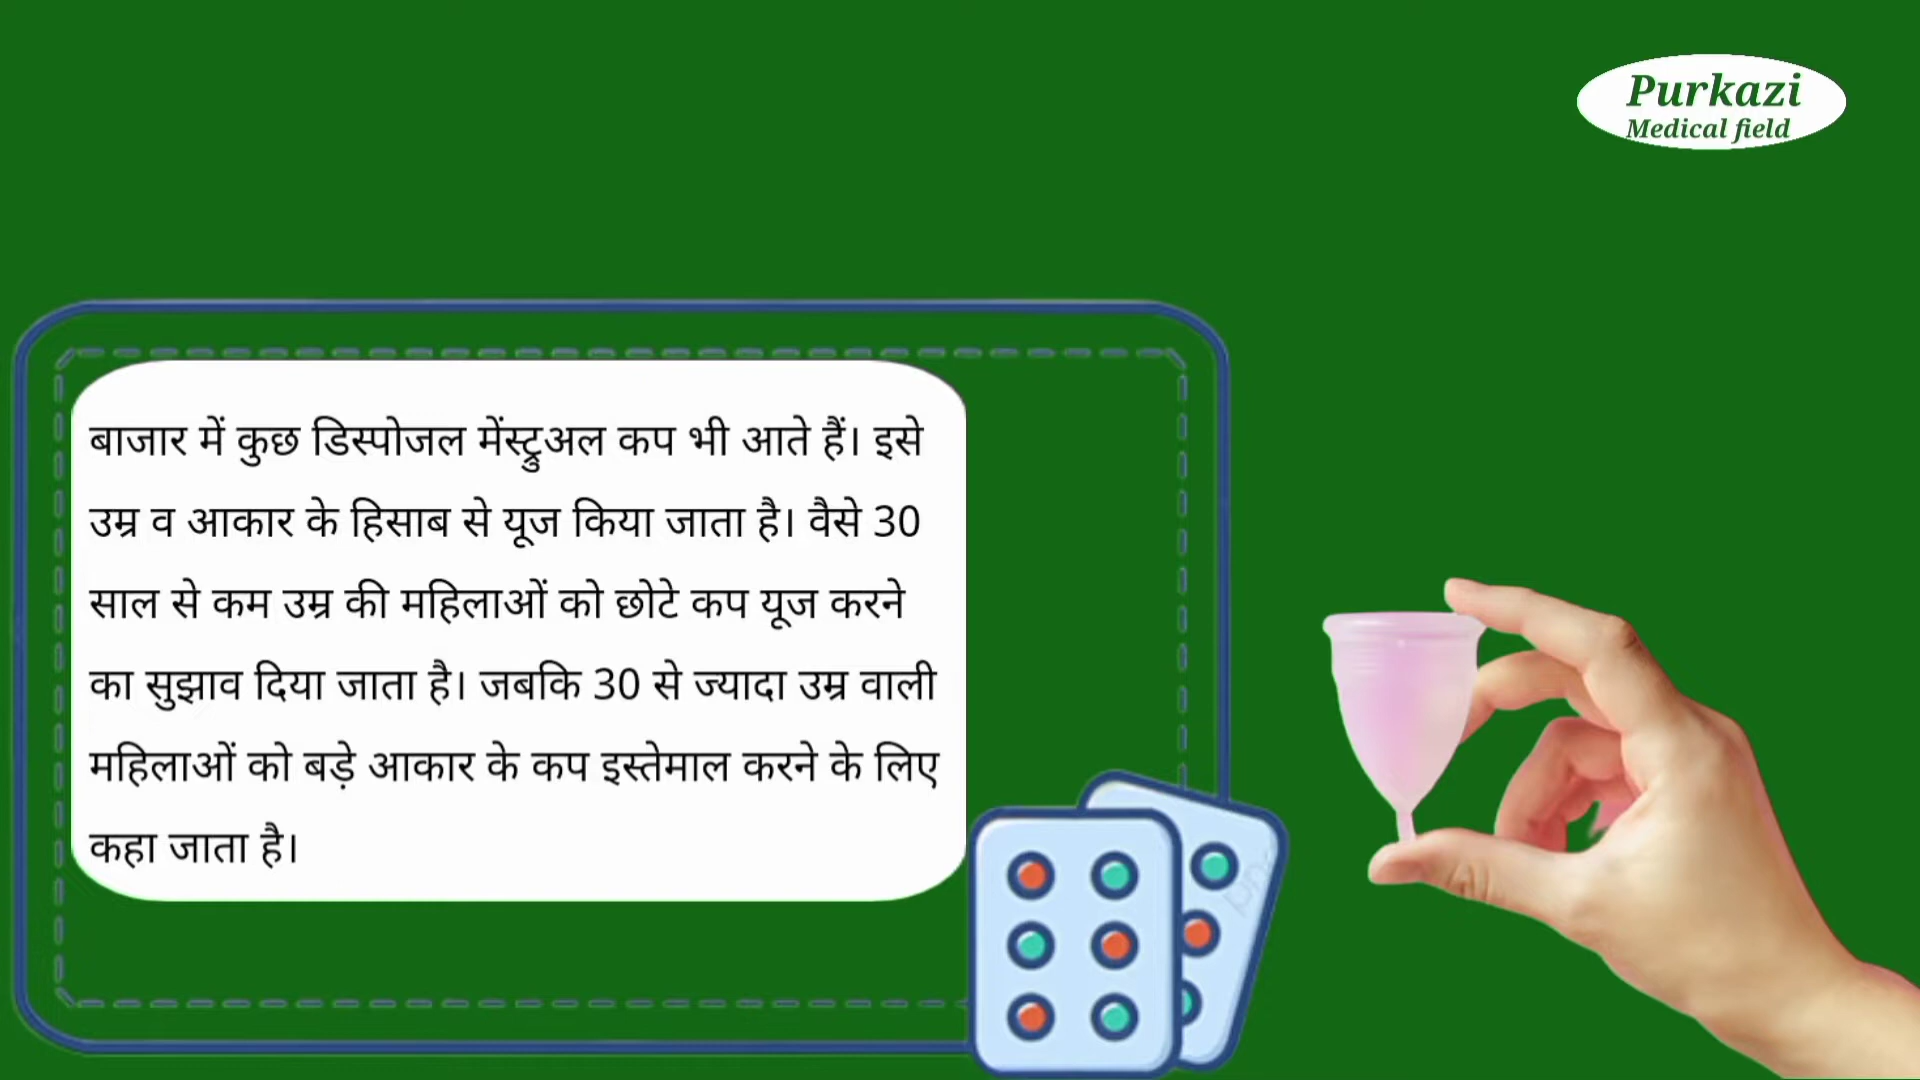 Purkazi
Medical field
बाजार में कुछ डिस्पोजल मेंस्ट्रुअल कप भी आते हैं। इसे
उम्र व आकार के हिसाब से यूज किया जाता है। वैसे 30
साल से कम उम्र की महिलाओं को छोटे कप यूज करने
का सुझाव दिया जाता है। जबकि 30 से ज्यादा उम्र वाली
महिलाओं को बड़े आकार के कप इस्तेमाल करने के लिए
कहा जाता है।